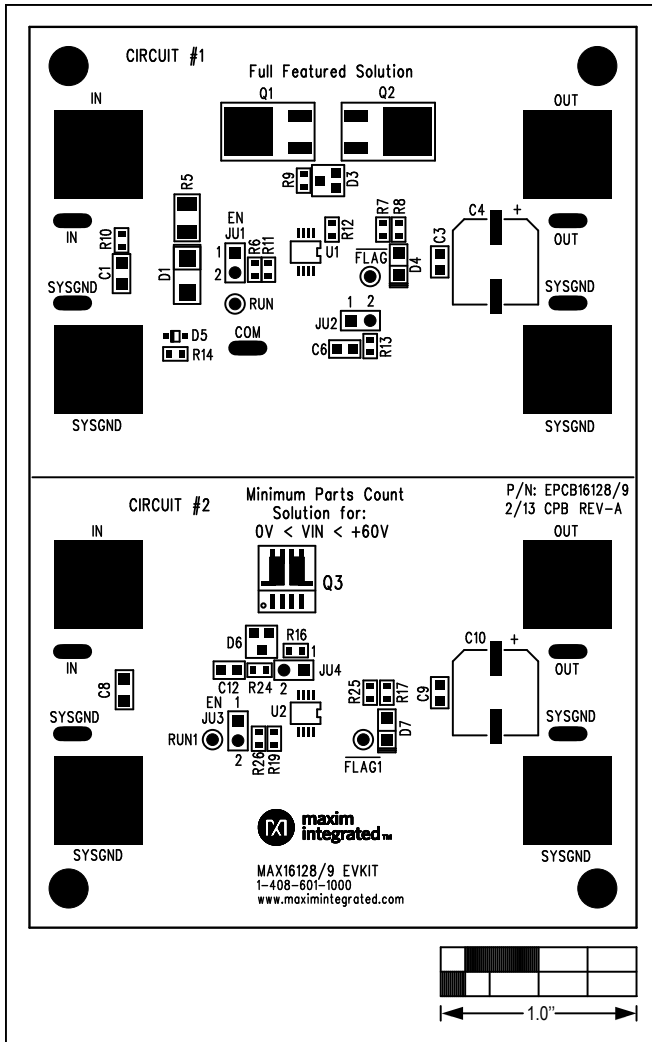 CIRCUIT #1
Full Featured Solution
IN
Q1
Q2
OUT
R9
D3
R5
R10
IN
C1
SYSGND
D1
EN
JU1
1
2
R6
R11
RUN
U1
R12
R7
R8
FLAG
D4
C3
C4
+
OUT
SYSGND
1 2
JU2
C6
R13
D5
R14
COM
SYSGND
SYSGND
CIRCUIT #2
Minimum Parts Count
Solution for:
0V < VIN < +60V
P/N: EPCB16128/9
2/13 CPB REV-A
IN
OUT
Q3
D6
R16
1
IN
C8
C12
R24
2
JU4
C10
+
OUT
SYSGND
EN
JU3
1
2
RUN1
R26
R19
U2
R25
R17
D7
FLAG1
C9
SYSGND
SYSGND
SYSGND
maxim
integrated™
MAX16128/9 EVKIT
1-408-601-1000
www.maximintegrated.com
1.0"